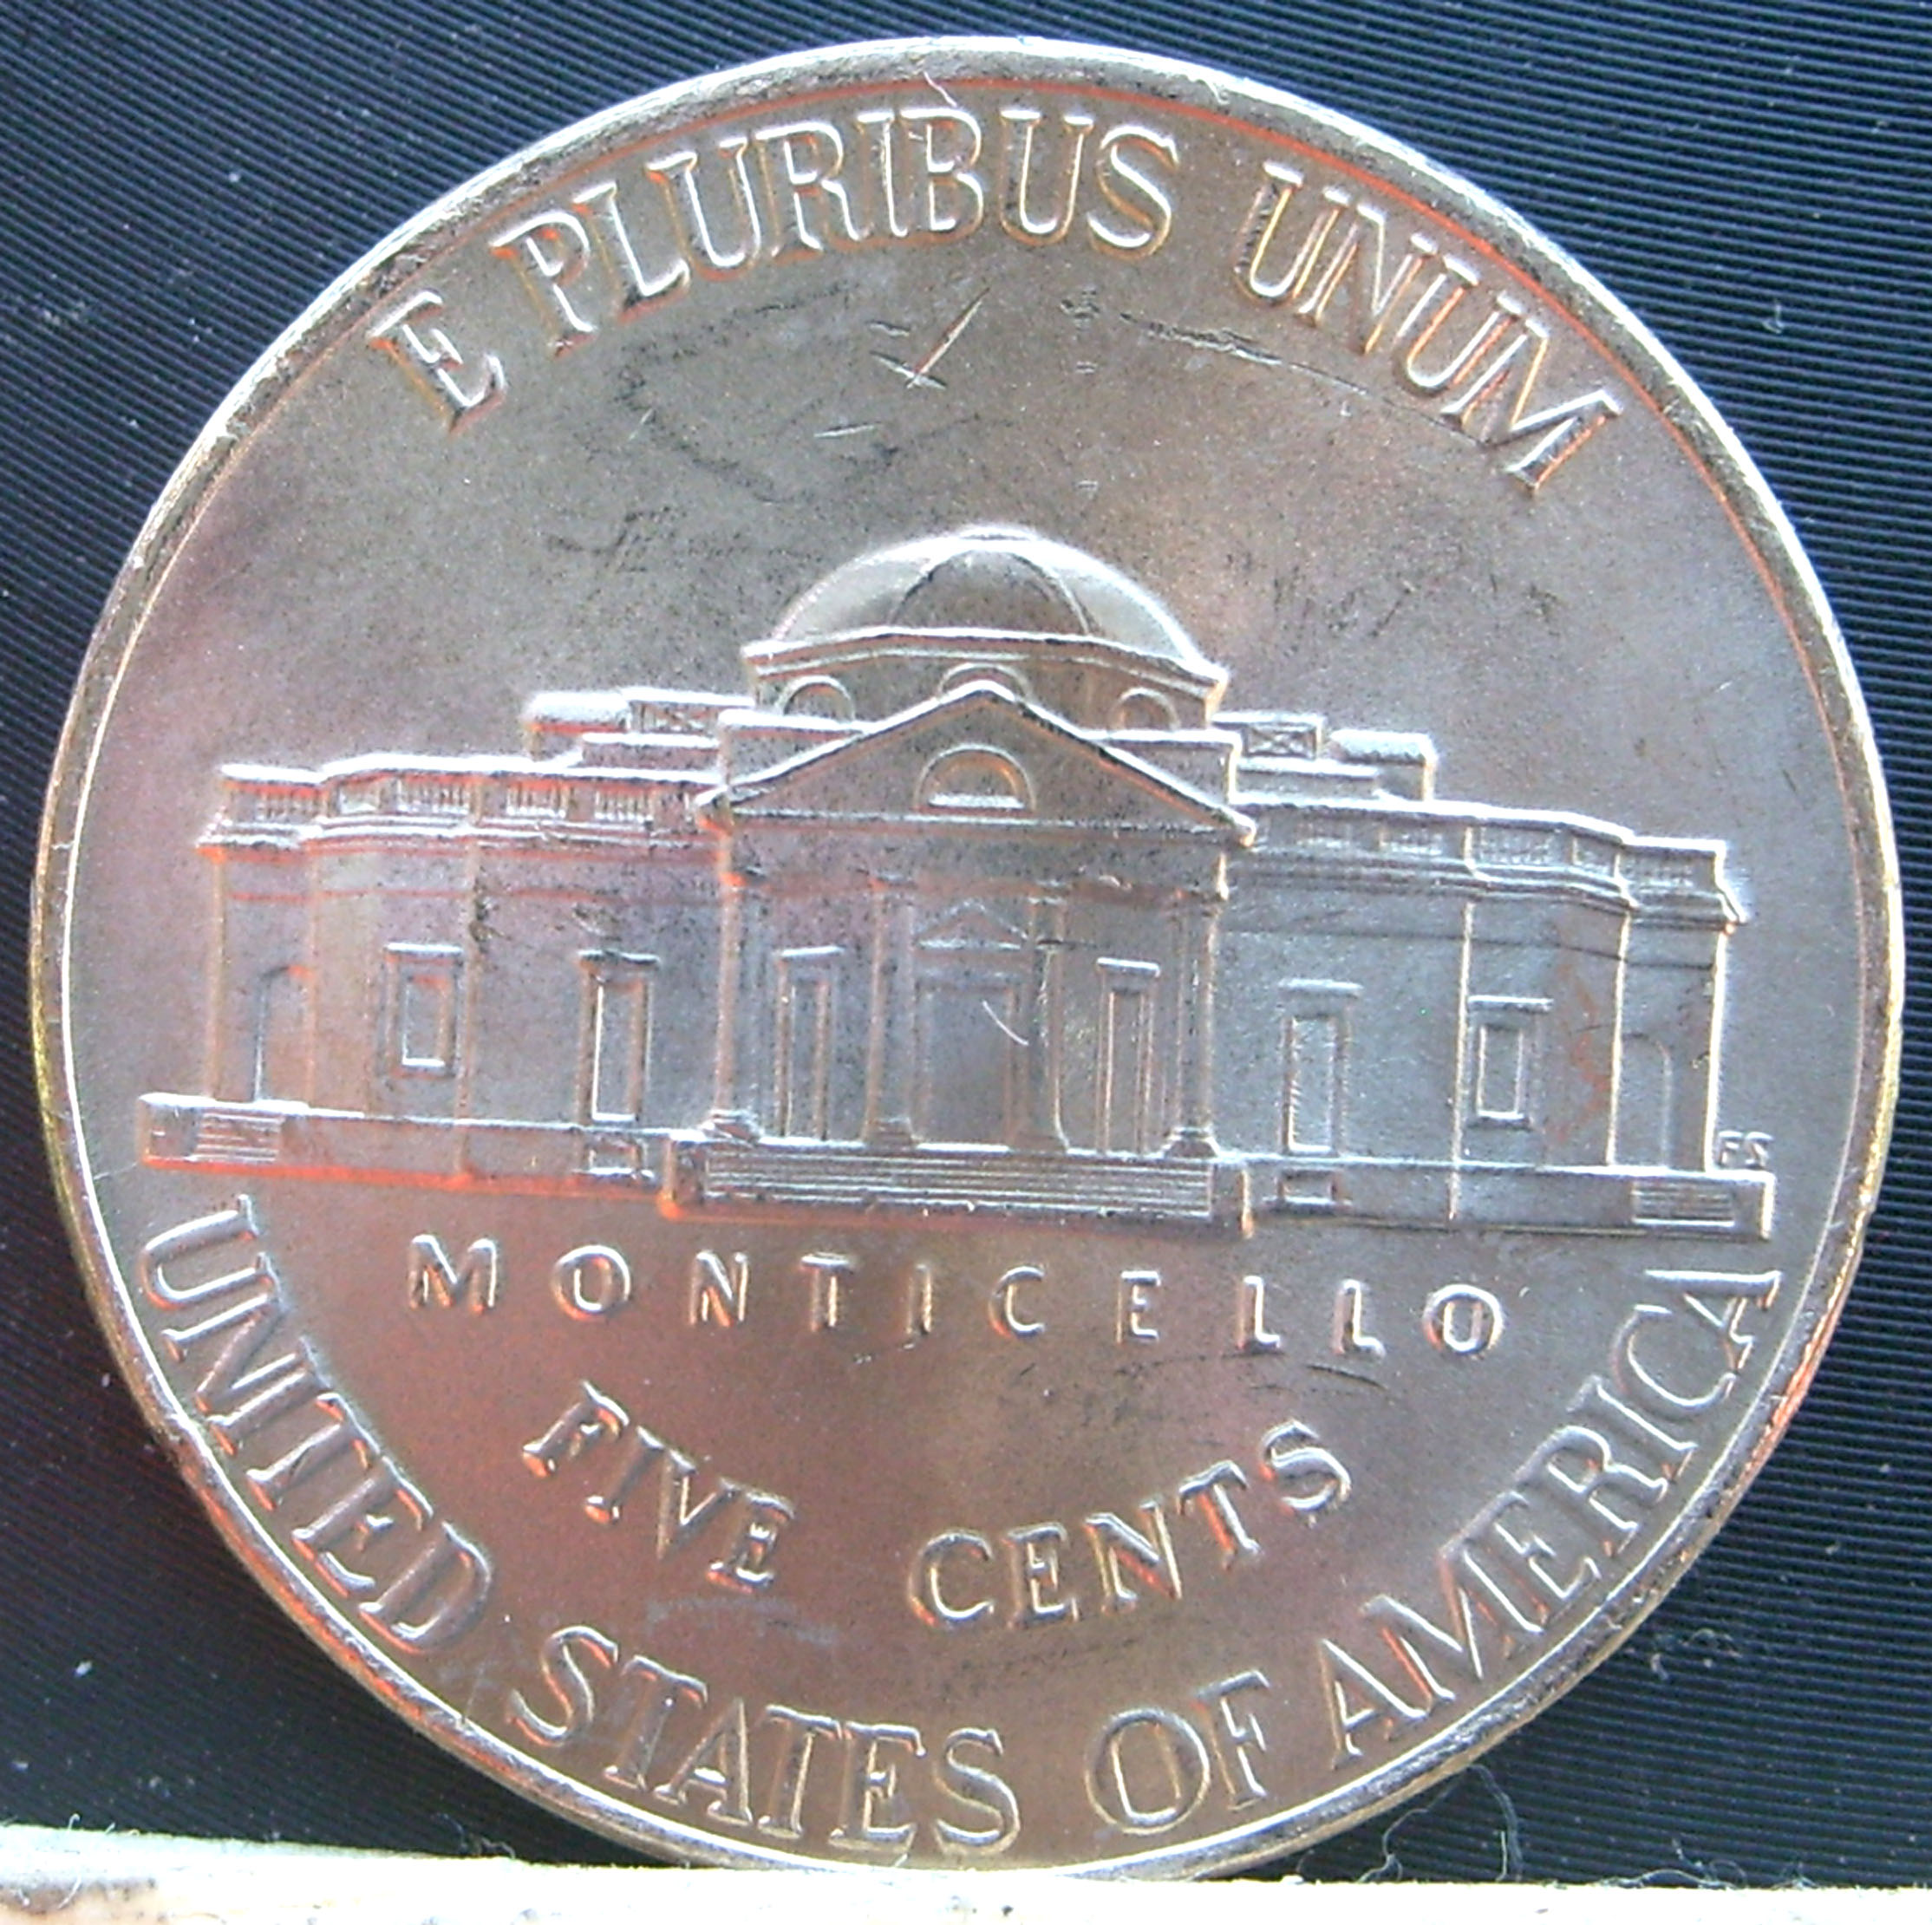 E PLURIBUS UNUM
FS
MONTICELLO
FIVE CENTS
UNITED STATES OF AMERICA